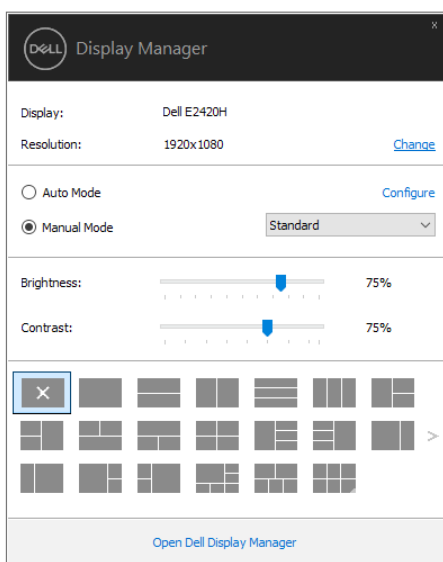 x
DELL Display Manager
Display: Dell E2420H
Resolution: 1920x1080 Change
Auto Mode Configure
Manual Mode Standard
Brightness: 75%
Contrast: 75%
Open Dell Display Manager